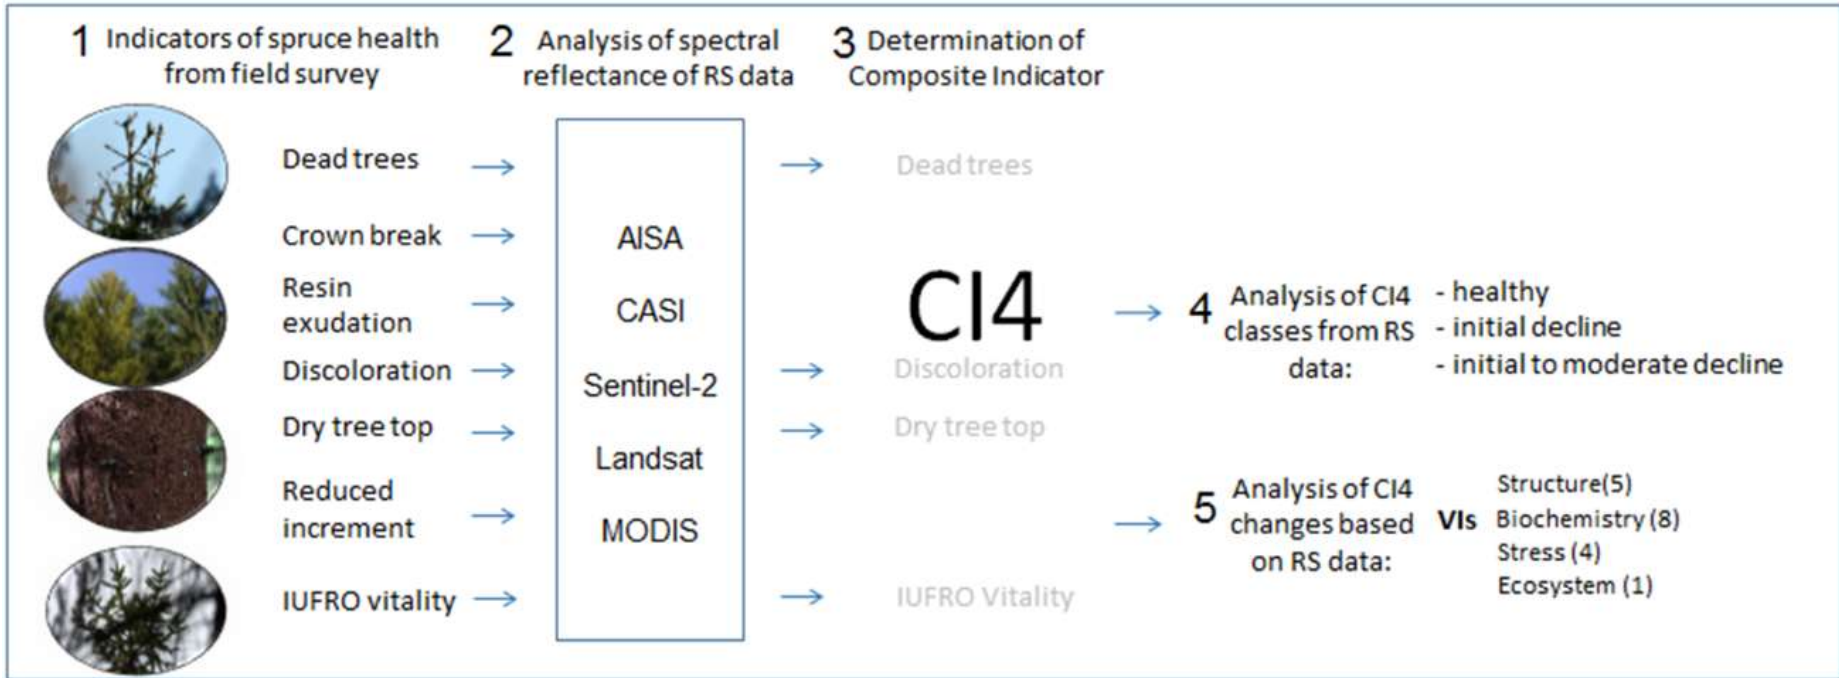 1 Indicators of spruce health
from field survey
2 Analysis of spectral
reflectance of RS data
3 Determination of
Composite Indicator
Dead trees
Crown break
Resin
exudation
Discoloration
Dry tree top
Reduced
increment
IUFRO vitality
AISA
CASI
Sentinel-2
Landsat
MODIS
Dead trees
CI4
Discoloration
Dry tree top
IUFRO Vitality
4 Analysis of CI4
classes from RS
data:
- healthy
- initial decline
- initial to moderate decline
5 Analysis of CI4
changes based
on RS data:
VIs
Structure(5)
Biochemistry (8)
Stress (4)
Ecosystem (1)